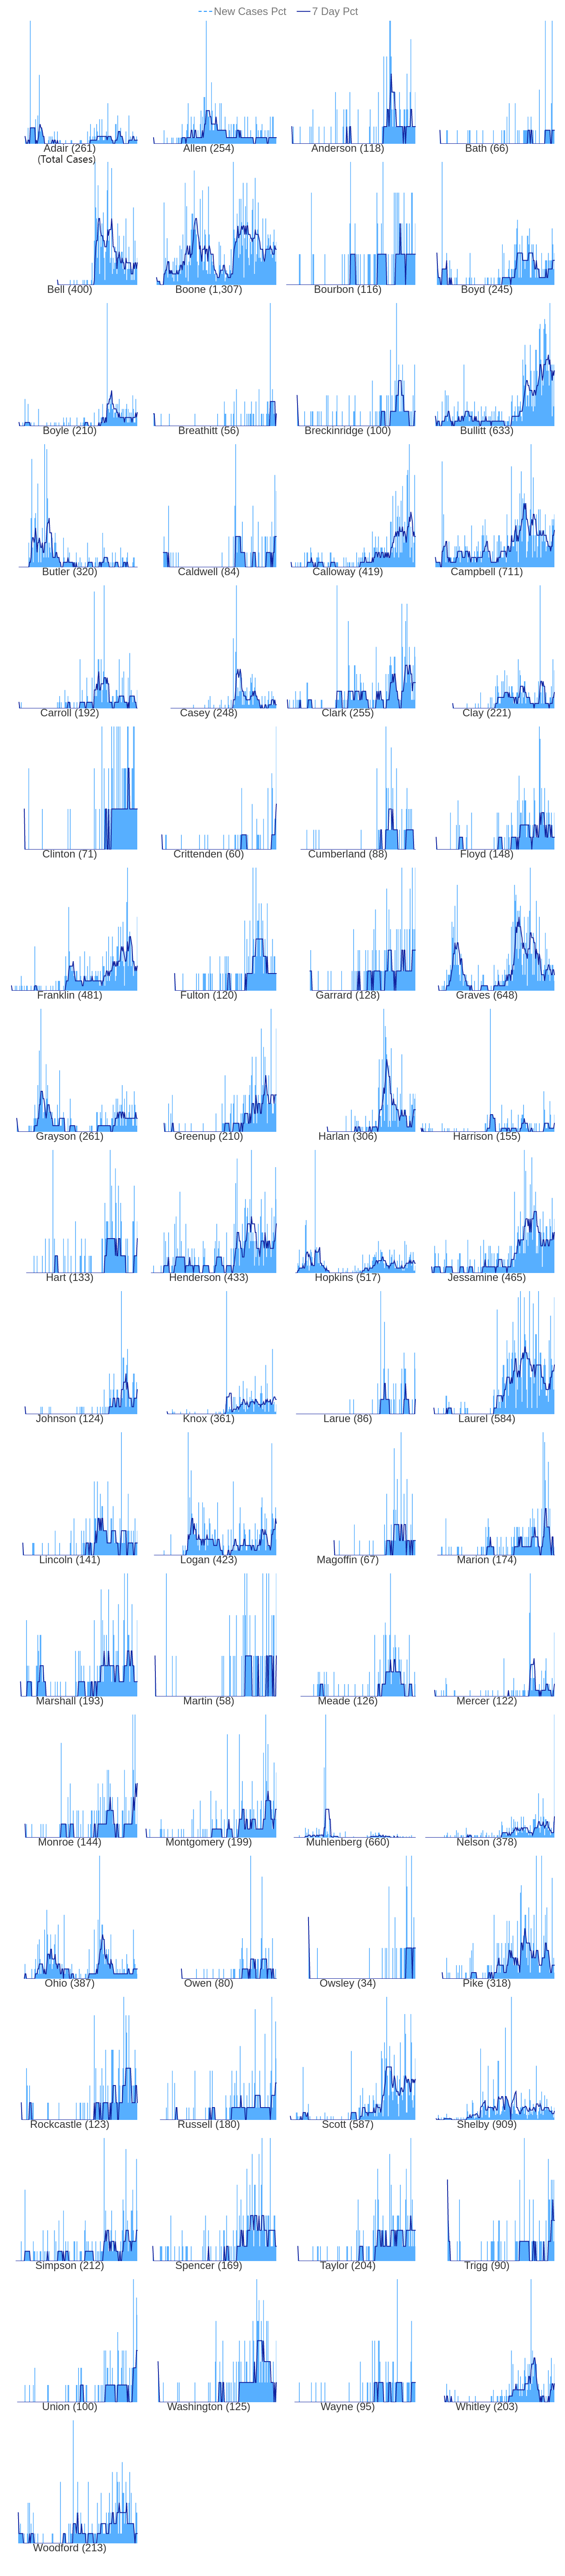 New Cases Pct 7 Day Pct
Adair (261) Allen (254) Anderson (118) Bath (66)
(Total Cases)
Bell (400) Boone (1,307) Bourbon (116) Boyd (245)
Boyle (210) Breathitt (56) Breckinridge (100) Bullitt (633)
Butler (320) Caldwell (84) Calloway (419) Campbell (711)
Carroll (192) Casey (248) Clark (255) Clay (221)
Clinton (71) Crittenden (60) Cumberland (88) Floyd (148)
Franklin (481) Fulton (120) Garrard (128) Graves (648)
Grayson (261) Greenup (210) Harlan (306) Harrison (155)
Hart (133) Henderson (433) Hopkins (517) Jessamine (465)
Johnson (124) Knox (361) Larue (86) Laurel (584)
Lincoln (141) Logan (423) Magoffin (67) Marion (174)
Marshall (193) Martin (58) Meade (126) Mercer (122)
Monroe (144) Montgomery (199) Muhlenberg (660) Nelson (378)
Ohio (387) Owen (80) Owsley (34) Pike (318)
Rockcastle (123) Russell (180) Scott (587) Shelby (909)
Simpson (212) Spencer (169) Taylor (204) Trigg (90)
Union (100) Washington (125) Wayne (95) Whitley (203)
Woodford (213)